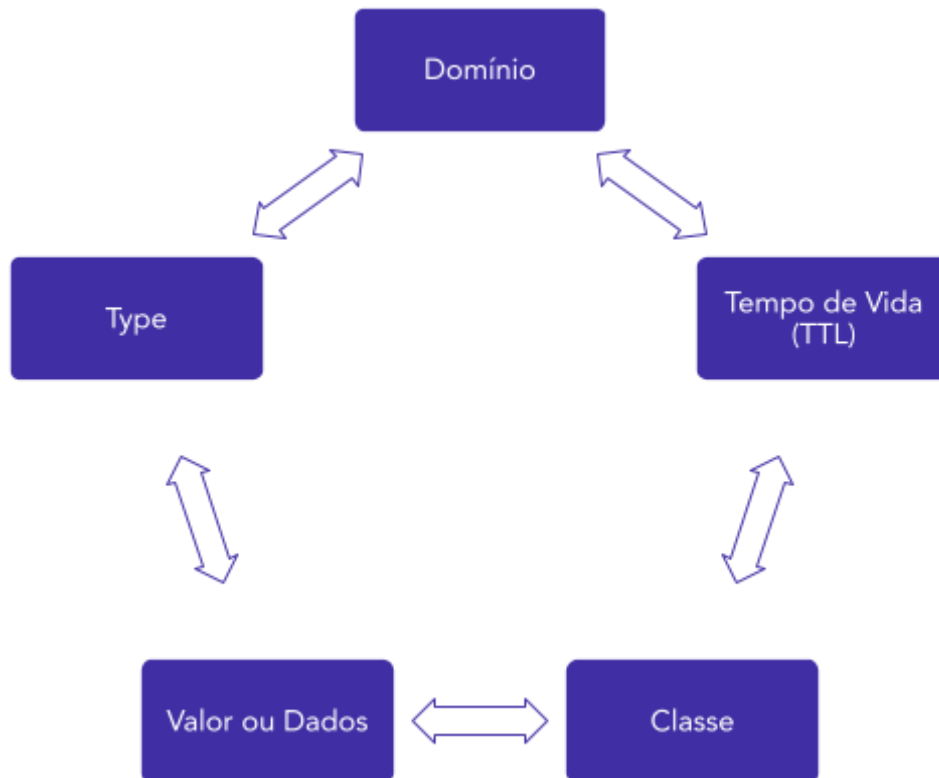 Domínio
Type
Tempo de Vida
(TTL)
Valor ou Dados
Classe